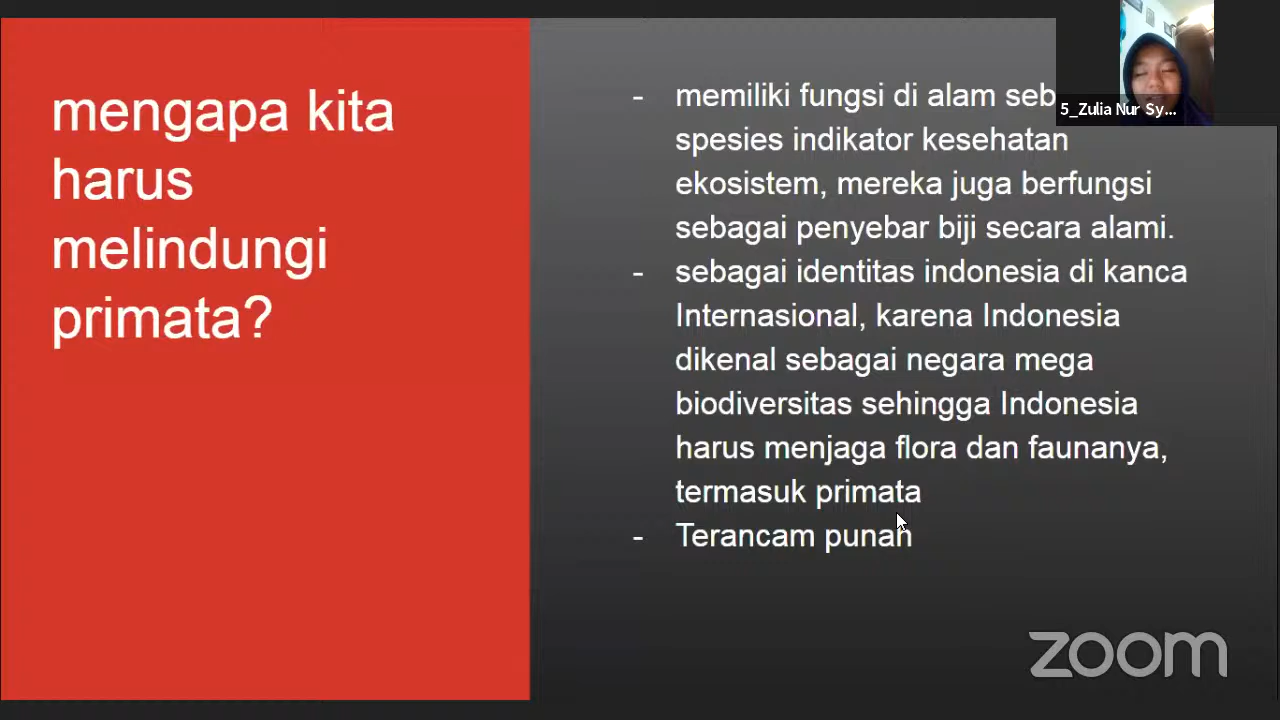 mengapa kita
harus
melindungi
primata?
- memiliki fungsi di alam seb
spesies indikator kesehatan
ekosistem, mereka juga berfungsi
sebagai penyebar biji secara alami.
- sebagai identitas indonesia di kanca
Internasional, karena Indonesia
dikenal sebagai negara mega
biodiversitas sehingga Indonesia
harus menjaga flora dan faunanya,
termasuk primata
- Terancam punah
5_Zulia Nur Sy...
zoom